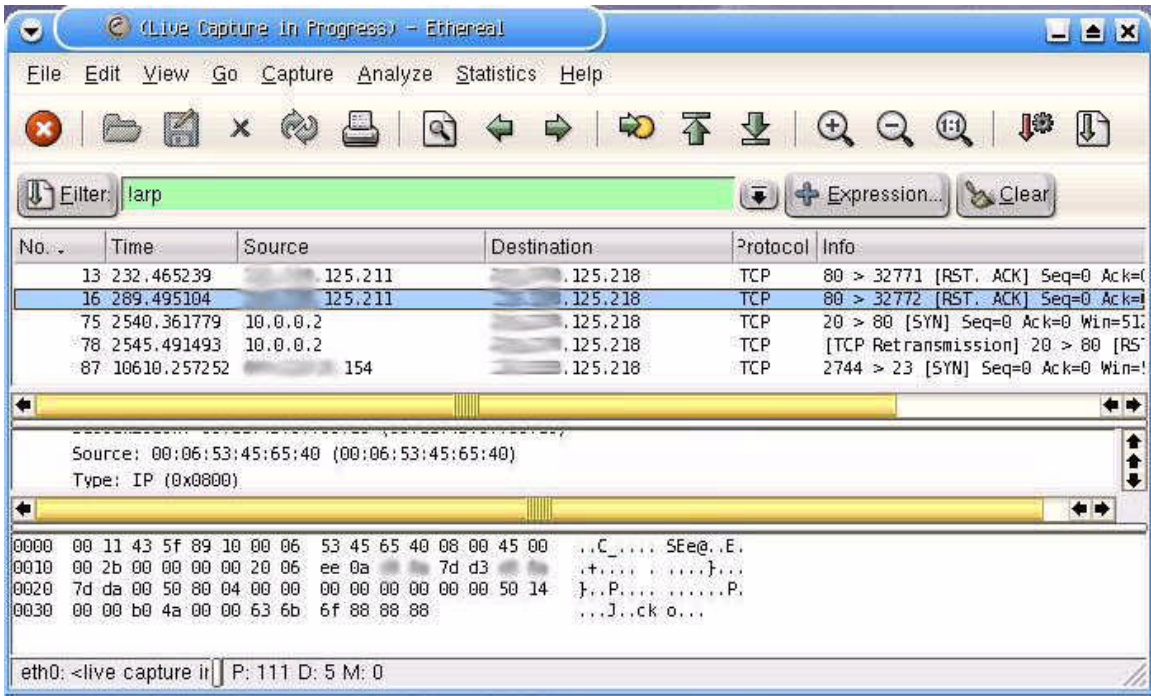 (Live Capture in Progress) - Ethereal
File Edit View Go Capture Analyze Statistics Help
Filter: !arp Expression... Clear
No. Time Source Destination Protocol Info
13 232.465239 .125.211 .125.218 TCP 80 > 32771 [RST. ACK] Seq=0 Ack=(
16 289.495104 125.211 .125.218 TCP 80 > 32772 [RST. ACK] Seq=0 Ack=
75 2540.361779 10.0.0.2 .125.218 TCP 20 > 80 [SYN] Seq=0 Ack=0 Win=512
78 2545.491493 10.0.0.2 .125.218 TCP [TCP Retransmission] 20 > 80 [RS
87 10610.257252 154 .125.218 TCP 2744 > 23 [SYN] Seq=0 Ack=0 Win=
Source: 00:06:53:45:65:40 (00:06:53:45:65:40)
Type: IP (0x0800)
0000 00 11 43 5f 89 10 00 06 53 45 65 40 08 00 45 00 ..C_.... SEe@..E.
0010 00 2b 00 00 00 00 20 06 ee 0a 7d d3 .+.... . ....}...
0020 7d da 00 50 80 04 00 00 00 00 00 00 00 00 50 14 }..P.... ......P.
0030 00 00 b0 4a 00 00 63 6b 6f 88 88 88 ...J..ck o...
eth0: <live capture in P: 111 D: 5 M: 0